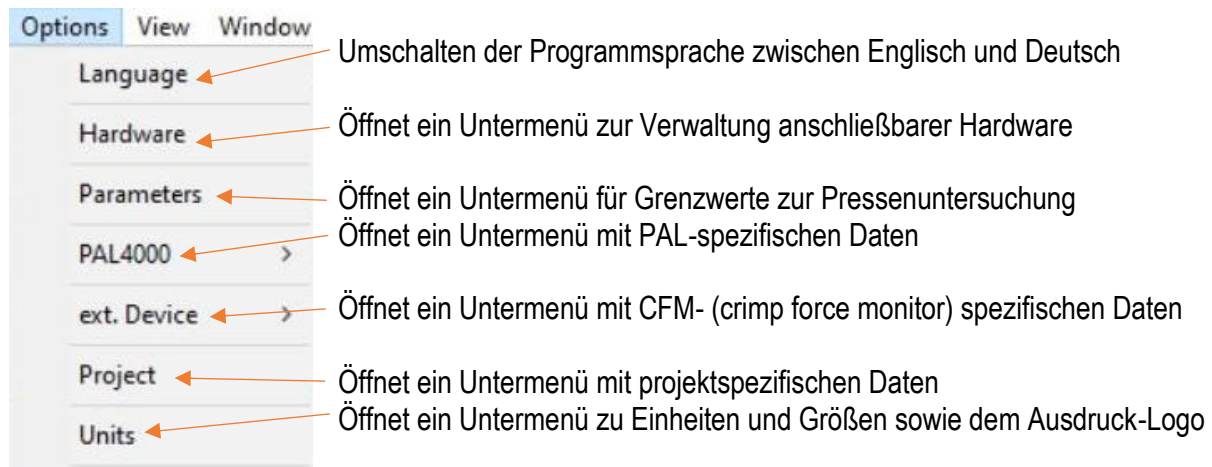 Options View Window
Language
Umschalten der Programmsprache zwischen Englisch und Deutsch
Hardware
Öffnet ein Untermenü zur Verwaltung anschließbarer Hardware
Parameters
Öffnet ein Untermenü für Grenzwerte zur Pressenuntersuchung
PAL4000 >
Öffnet ein Untermenü mit PAL-spezifischen Daten
ext. Device >
Öffnet ein Untermenü mit CFM- (crimp force monitor) spezifischen Daten
Project
Öffnet ein Untermenü mit projektspezifischen Daten
Units
Öffnet ein Untermenü zu Einheiten und Größen sowie dem Ausdruck-Logo